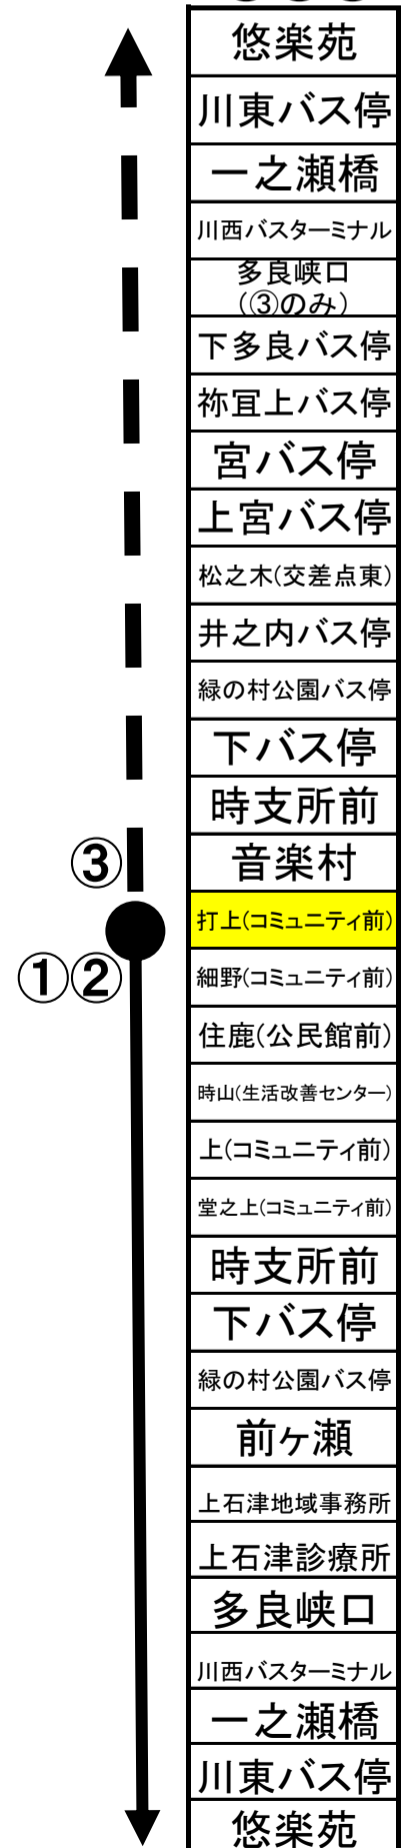 悠楽苑
川東バス停
一之瀬橋
川西バスターミナル
多良峡口
(③のみ)
下多良バス停
祢冝上バス停
宮バス停
上宮バス停
松之木(交差点東)
井之内バス停
緑の村公園バス停
下バス停
時支所前
③
音楽村
打上(コミュニティ前)
①②
細野(コミュニティ前)
住鹿(公民館前)
時山(生活改善センター)
上(コミュニティ前)
堂之上(コミュニティ前)
時支所前
下バス停
緑の村公園バス停
前ヶ瀬
上石津地域事務所
上石津診療所
多良峡口
川西バスターミナル
一之瀬橋
川東バス停
悠楽苑